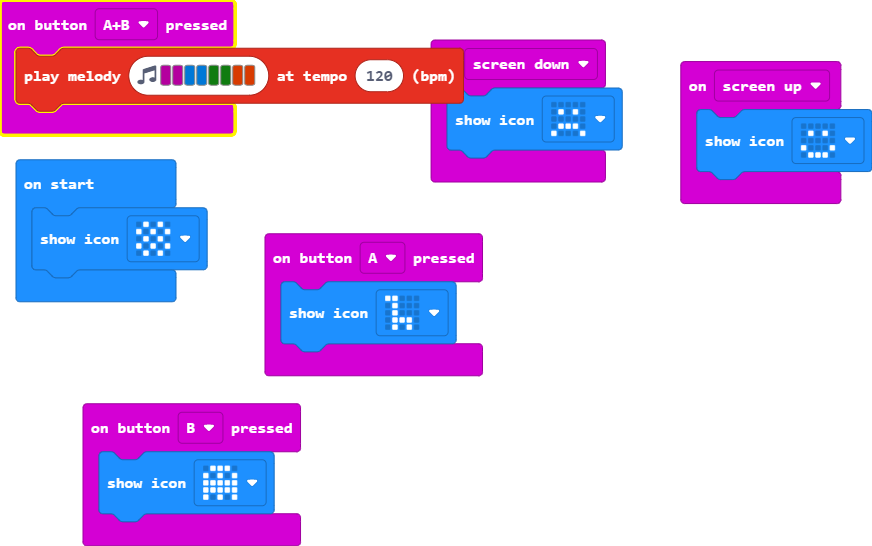 on button A+B pressed
play melody at tempo 120 (bpm)
screen down
show icon
on screen up
show icon
on start
show icon
on button A pressed
show icon
on button B pressed
show icon